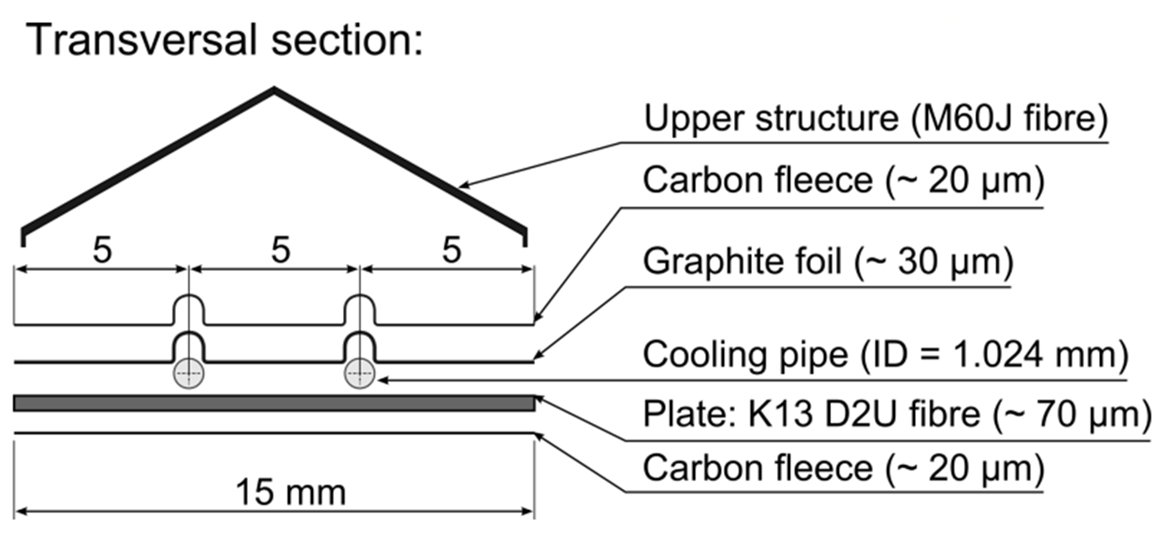 Transversal section:
Upper structure (M60J fibre)
Carbon fleece (~ 20 µm)
5 5 5
Graphite foil (~ 30 µm)
Cooling pipe (ID = 1.024 mm)
Plate: K13 D2U fibre (~ 70 µm)
Carbon fleece (~ 20 µm)
15 mm